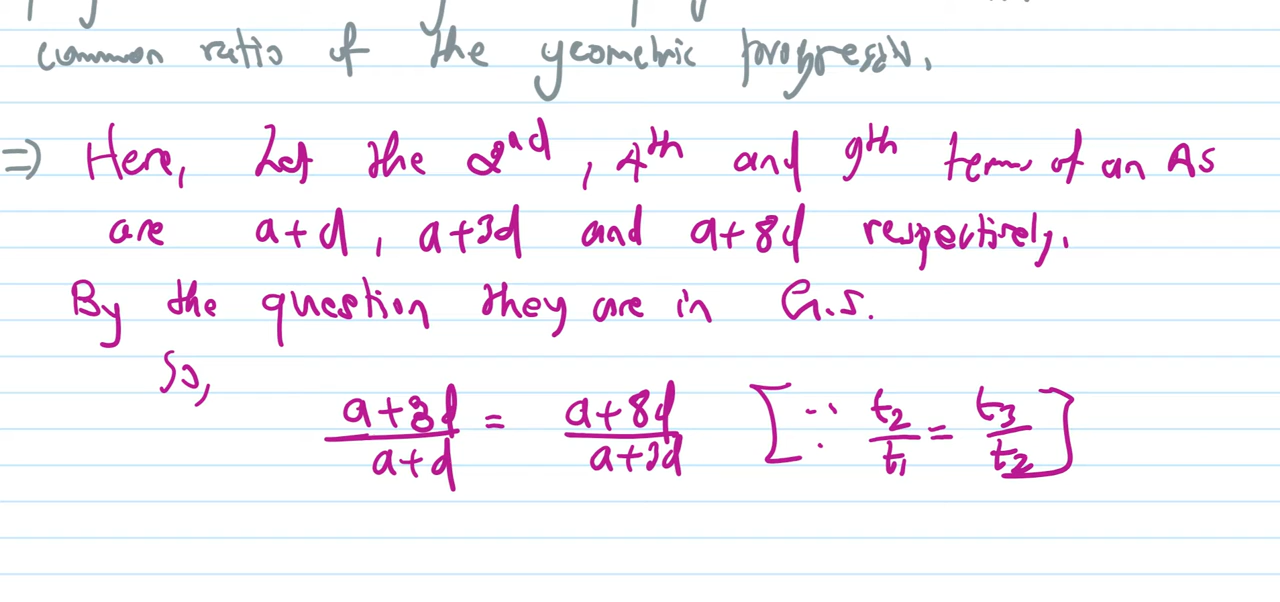 common ratio of the geometric progression.
⇒ Here, Let the 2nd, 4th and 9th terms of an AS
are a+d, a+3d and a+8d respectively.
By the question they are in G.S.
So,
(a+3d)/(a+d) = (a+8d)/(a+3d) [∵ t₂/t₁ = t₃/t₂]